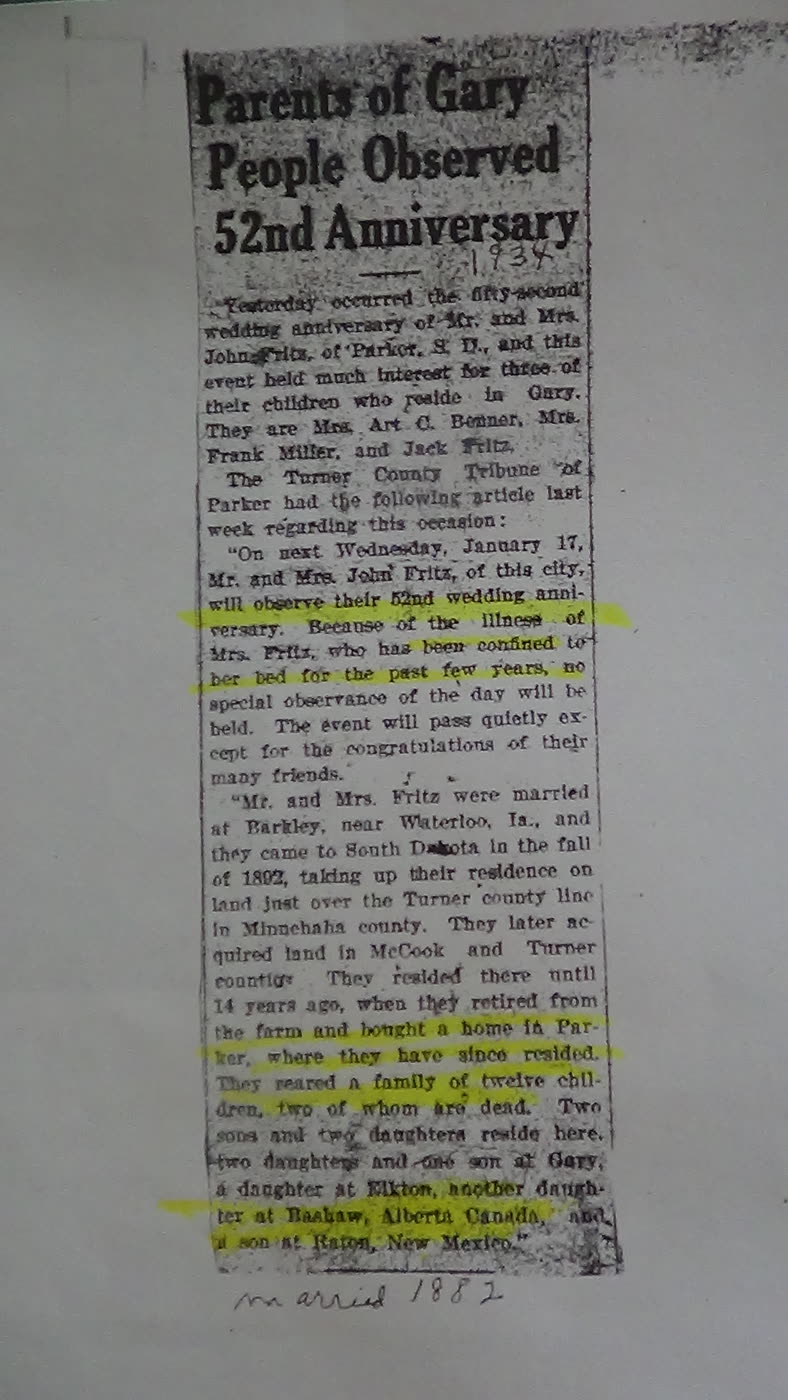 Parents of Gary
People Observed
52nd Anniversary
1934
"Yesterday occurred the fifty-second
wedding anniversary of Mr. and Mrs.
John Fritz, of Parker, S. D., and this
event held much interest for three of
their children who reside in Gary.
They are Mrs. Art C. Benner, Mrs.
Frank Miller, and Jack Fritz.
The Turner County Tribune of
Parker had the following article last
week regarding this occasion:
"On next Wednesday, January 17,
Mr. and Mrs. John Fritz, of this city,
will observe their 52nd wedding anni-
versary. Because of the illness of
Mrs. Fritz, who has been confined to
her bed for the past few years, no
special observance of the day will be
held. The event will pass quietly ex-
cept for the congratulations of their
many friends.
"Mr. and Mrs. Fritz were married
at Barkley, near Waterloo, Ia., and
they came to South Dakota in the fall
of 1892, taking up their residence on
land just over the Turner county line
in Minnehaha county. They later ac-
quired land in McCook and Turner
They resided there until
14 years ago, when they retired from
the farm and bought a home in Par-
ker, where they have since resided.
They reared a family of twelve chil-
dren, two of whom are dead. Two
sons and two daughters reside here,
two daughters and one son at Gary,
a daughter at Elkton, another daugh-
ter at Bashaw, Alberta Canada, and
a son at Raton, New Mexico."
married 1882